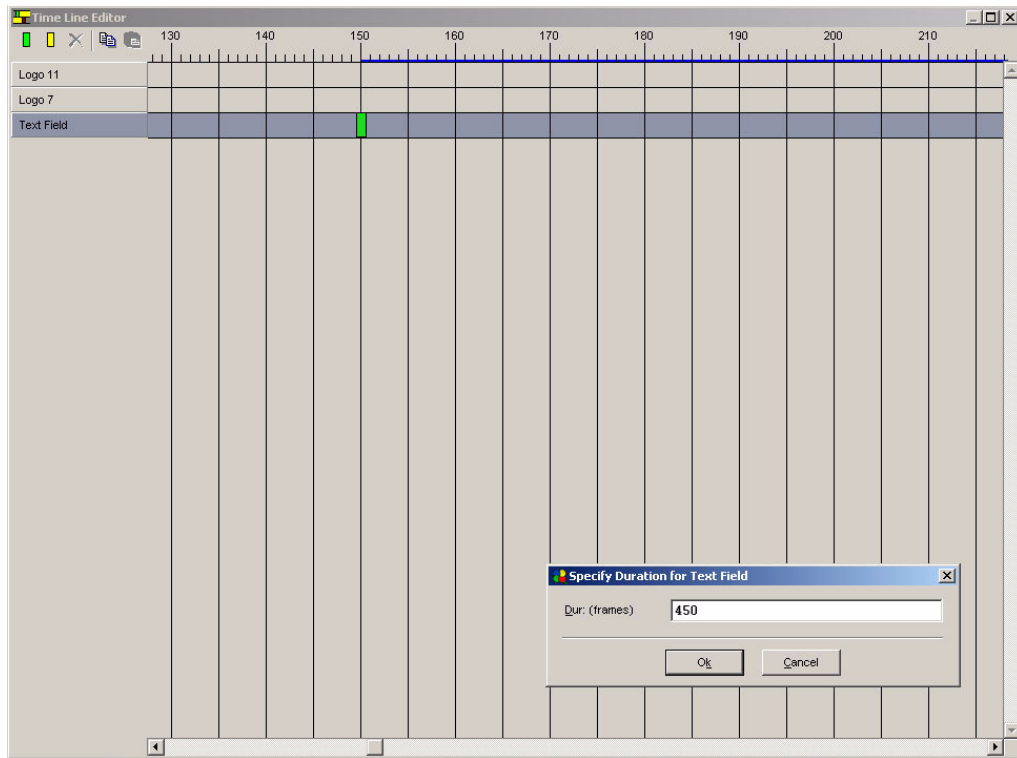 Time Line Editor
130 140 150 160 170 180 190 200 210
Logo 11
Logo 7
Text Field
Specify Duration for Text Field
Dur: (frames) 450
Ok Cancel